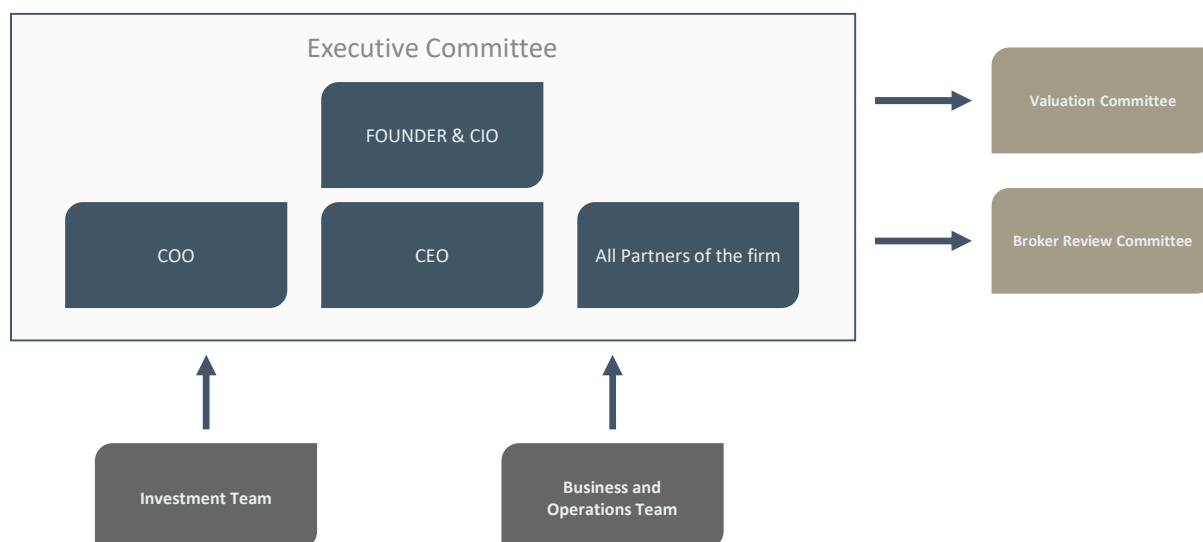 Executive Committee
FOUNDER & CIO
Valuation Committee
COO
CEO
All Partners of the firm
Broker Review Committee
Investment Team
Business and
Operations Team